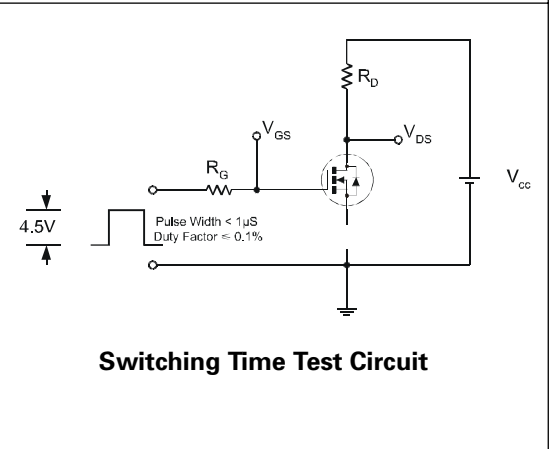 R_D
V_GS
V_DS
R_G
V_cc
4.5V
Pulse Width < 1µS
Duty Factor ≤ 0.1%
Switching Time Test Circuit